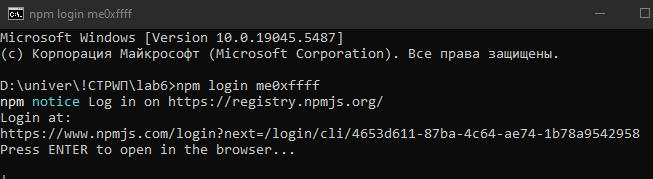 npm login me0xffff
Microsoft Windows [Version 10.0.19045.5487]
(c) Корпорация Майкрософт (Microsoft Corporation). Все права защищены.
D:\univer\!СТРWП\lab6>npm login me0xffff
npm notice Log in on https://registry.npmjs.org/
Login at:
https://www.npmjs.com/login?next=/login/cli/4653d611-87ba-4c64-ae74-1b78a9542958
Press ENTER to open in the browser...